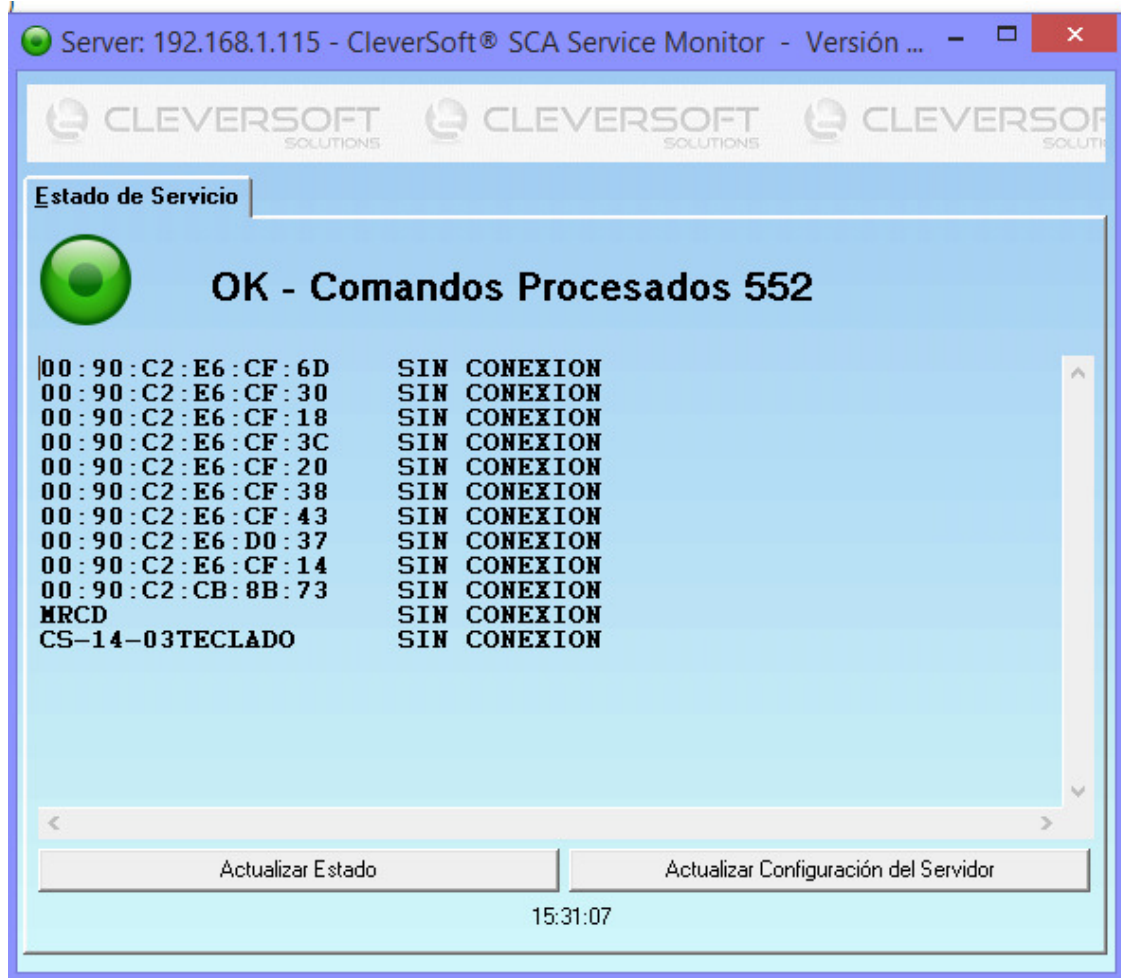 Server: 192.168.1.115 - CleverSoft® SCA Service Monitor - Versión ...
CLEVERSOFT SOLUTIONS CLEVERSOFT SOLUTIONS CLEVERSOF SOLUTI
Estado de Servicio
OK - Comandos Procesados 552
00:90:C2:E6:CF:6D SIN CONEXION
00:90:C2:E6:CF:30 SIN CONEXION
00:90:C2:E6:CF:18 SIN CONEXION
00:90:C2:E6:CF:3C SIN CONEXION
00:90:C2:E6:CF:20 SIN CONEXION
00:90:C2:E6:CF:38 SIN CONEXION
00:90:C2:E6:CF:43 SIN CONEXION
00:90:C2:E6:D0:37 SIN CONEXION
00:90:C2:E6:CF:14 SIN CONEXION
00:90:C2:CB:8B:73 SIN CONEXION
MRCD SIN CONEXION
CS-14-03TECLADO SIN CONEXION
Actualizar Estado Actualizar Configuración del Servidor
15:31:07